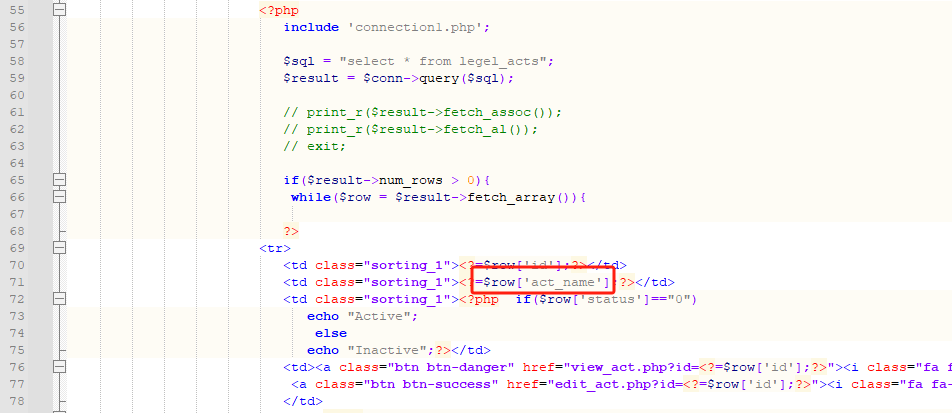 55 <?php
56 include 'connection1.php';
57
58 $sql = "select * from legel_acts";
59 $result = $conn->query($sql);
60
61 // print_r($result->fetch_assoc());
62 // print_r($result->fetch_al());
63 // exit;
64
65 if($result->num_rows > 0){
66 while($row = $result->fetch_array()){
67
68 ?>
69 <tr>
70 <td class="sorting_1"><?=$row['id'];?></td>
71 <td class="sorting_1"><?=$row['act_name'];?></td>
72 <td class="sorting_1"><?php if($row['status']=="0")
73 echo "Active";
74 else
75 echo "Inactive";?></td>
76 <td><a class="btn btn-danger" href="view_act.php?id=<?=$row['id'];?>"><i class="fa f
77 <a class="btn btn-success" href="edit_act.php?id=<?=$row['id'];?>"><i class="fa fa-
78 </td>